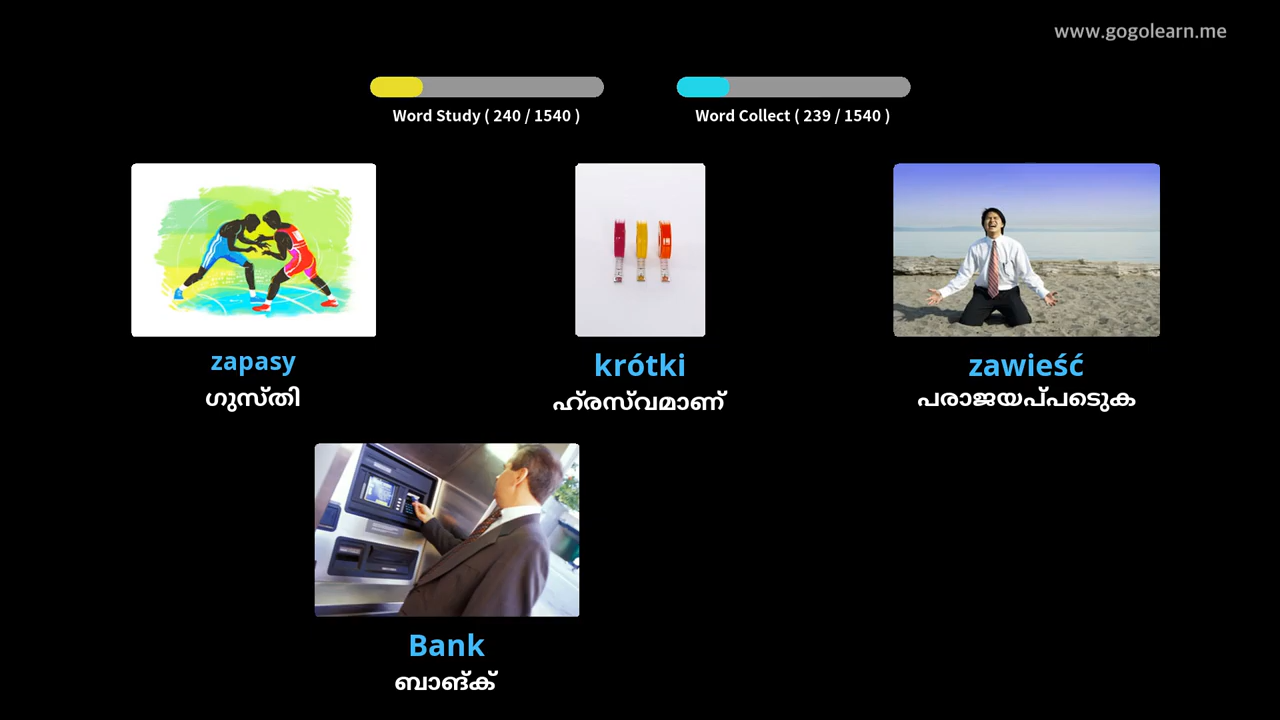 www.gogolearn.me
Word Study ( 240 / 1540 )
Word Collect ( 239 / 1540 )
zapasy
ഗുസ്തി
krótki
ഹ്രസ്വമാണ്
zawieść
പരാജയപ്പടെുക
Bank
ബാങ്ക്